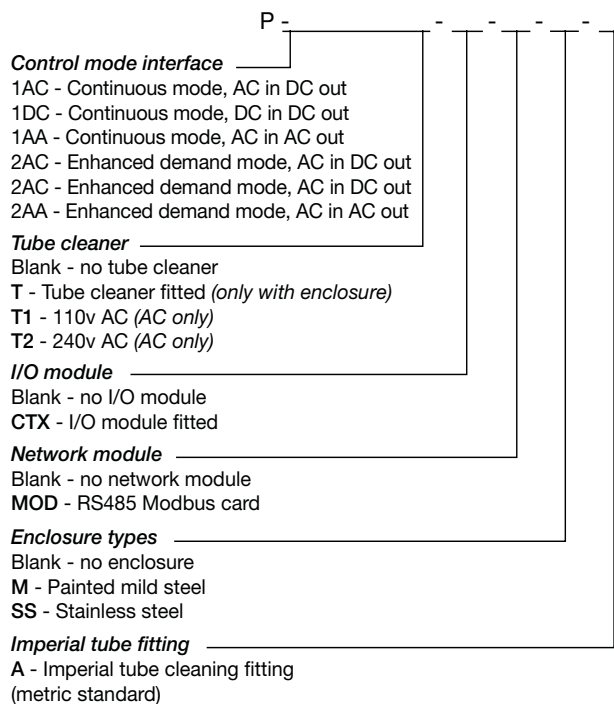 P - - - - - -
Control mode interface
1AC - Continuous mode, AC in DC out
1DC - Continuous mode, DC in DC out
1AA - Continuous mode, AC in AC out
2AC - Enhanced demand mode, AC in DC out
2AC - Enhanced demand mode, AC in DC out
2AA - Enhanced demand mode, AC in AC out
Tube cleaner
Blank - no tube cleaner
T - Tube cleaner fitted (only with enclosure)
T1 - 110v AC (AC only)
T2 - 240v AC (AC only)
I/O module
Blank - no I/O module
CTX - I/O module fitted
Network module
Blank - no network module
MOD - RS485 Modbus card
Enclosure types
Blank - no enclosure
M - Painted mild steel
SS - Stainless steel
Imperial tube fitting
A - Imperial tube cleaning fitting
(metric standard)